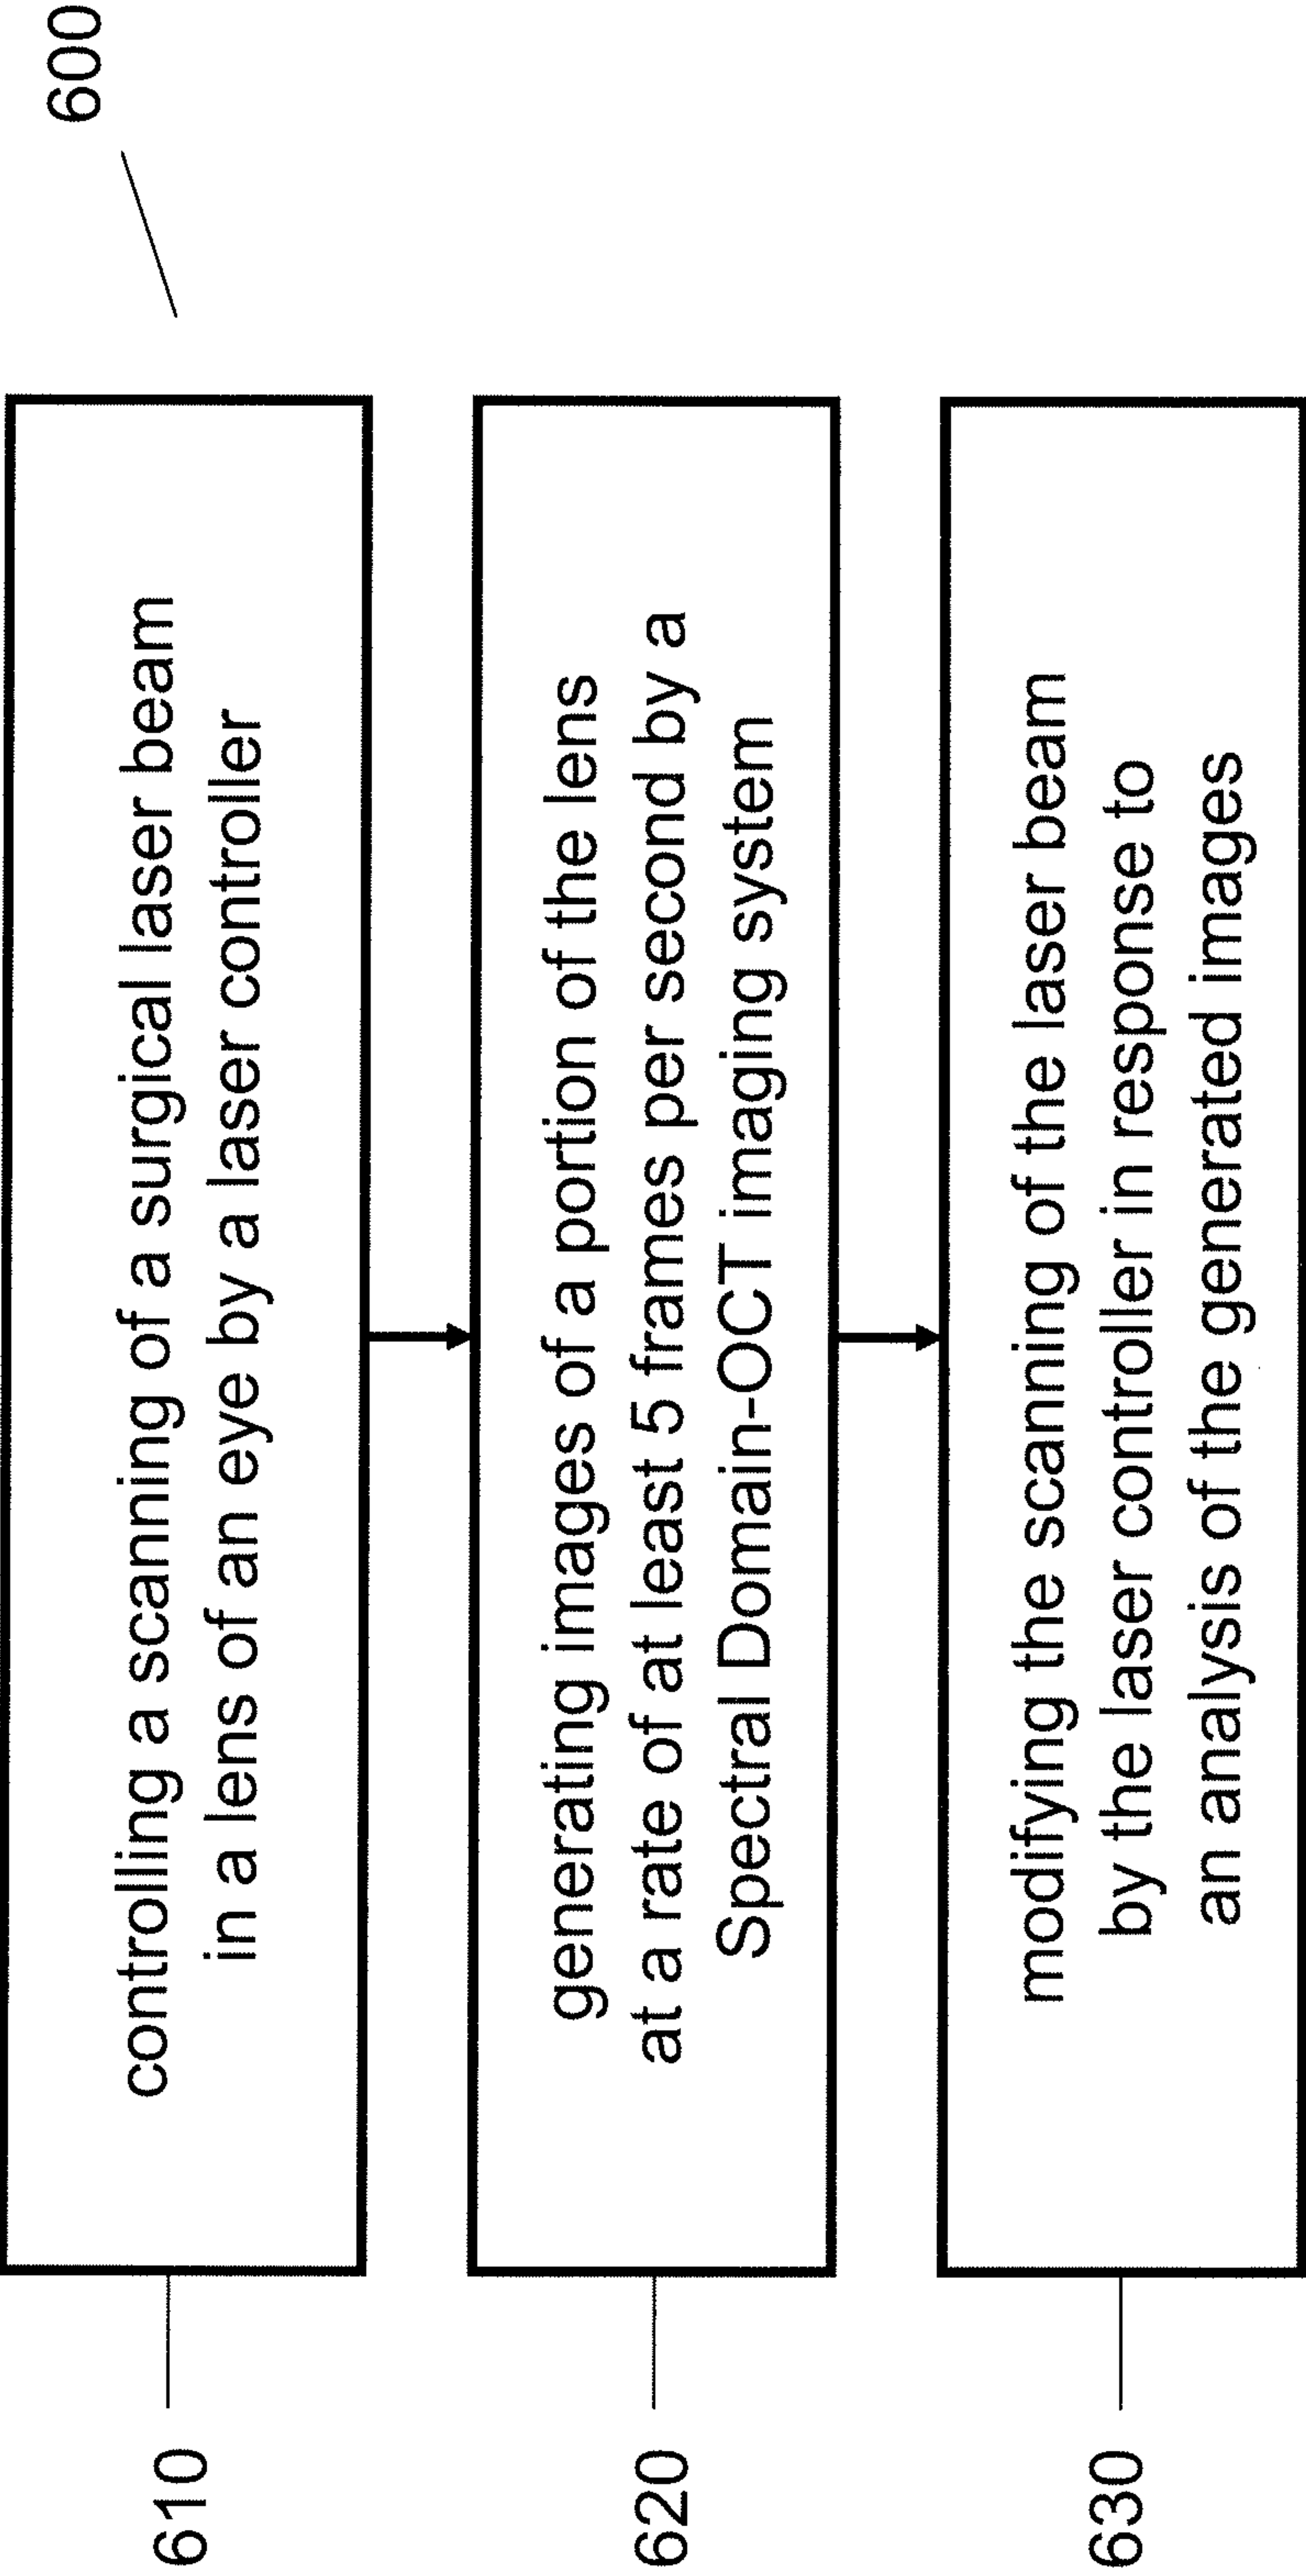 600
610
controlling a scanning of a surgical laser beam
in a lens of an eye by a laser controller
620
generating images of a portion of the lens
at a rate of at least 5 frames per second by a
Spectral Domain-OCT imaging system
630
modifying the scanning of the laser beam
by the laser controller in response to
an analysis of the generated images